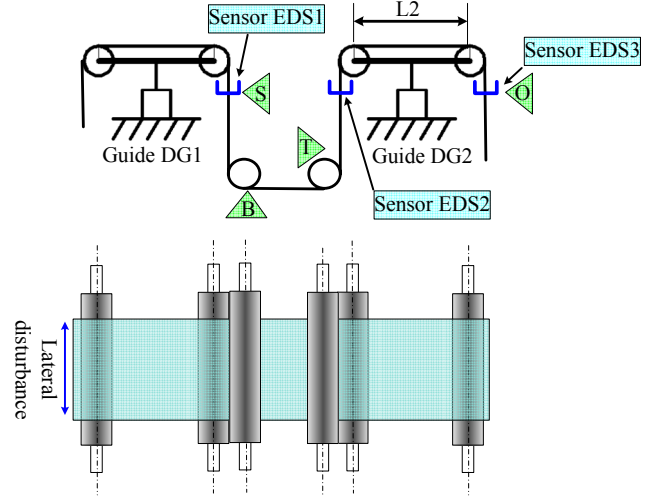 Sensor EDS1
L2
Sensor EDS3
S
O
T
Guide DG1
Guide DG2
B
Sensor EDS2
Lateral
disturbance